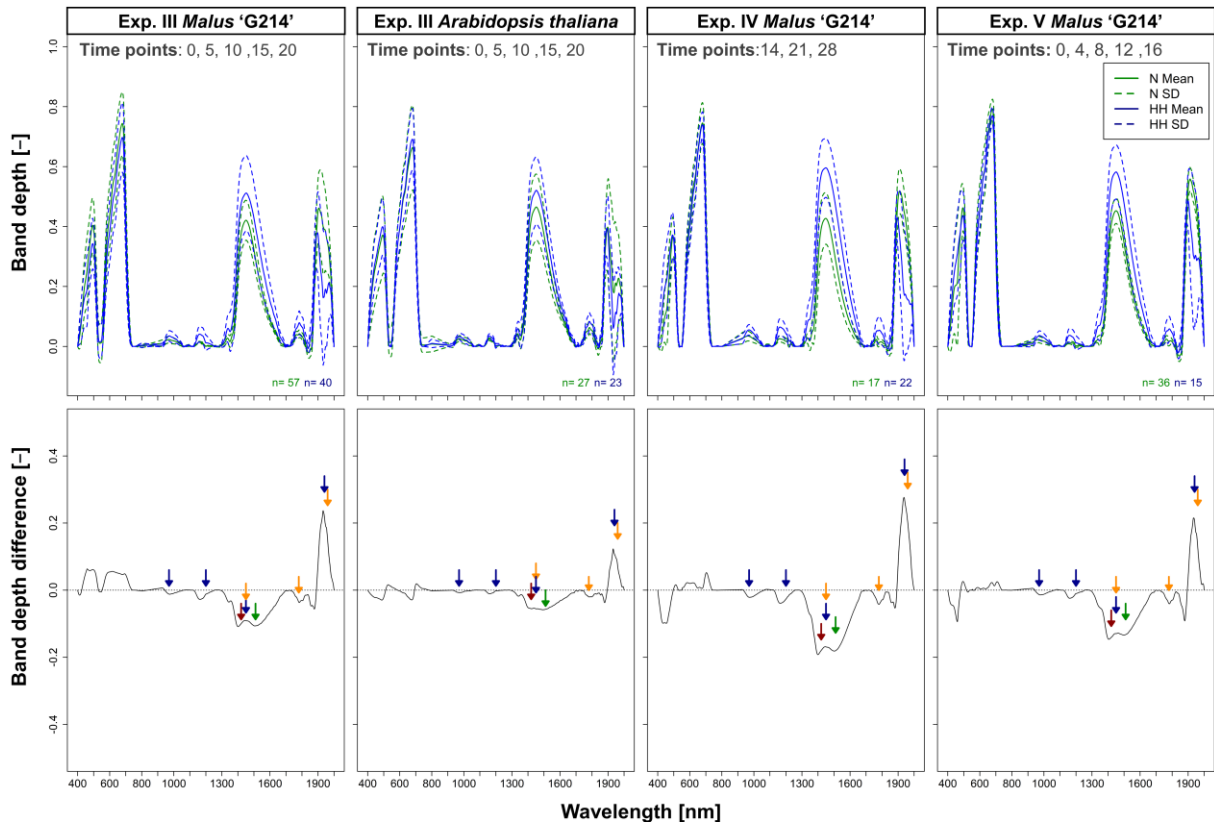 Exp. III Malus ‘G214’
Exp. III Arabidopsis thaliana
Exp. IV Malus ‘G214’
Exp. V Malus ‘G214’
Time points: 0, 5, 10 ,15, 20
Time points: 0, 5, 10 ,15, 20
Time points:14, 21, 28
Time points: 0, 4, 8, 12 ,16
N Mean
N SD
HH Mean
HH SD
Band depth [–]
1.0
0.8
0.6
0.4
0.2
0.0
n= 57 n= 40
n= 27 n= 23
n= 17 n= 22
n= 36 n= 15
Band depth difference [–]
0.4
0.2
0.0
-0.2
-0.4
400 600 1000 1300 1600 1900
400 600 1000 1300 1600 1900
400 600 1000 1300 1600 1900
400 600 1000 1300 1600 1900
Wavelength [nm]